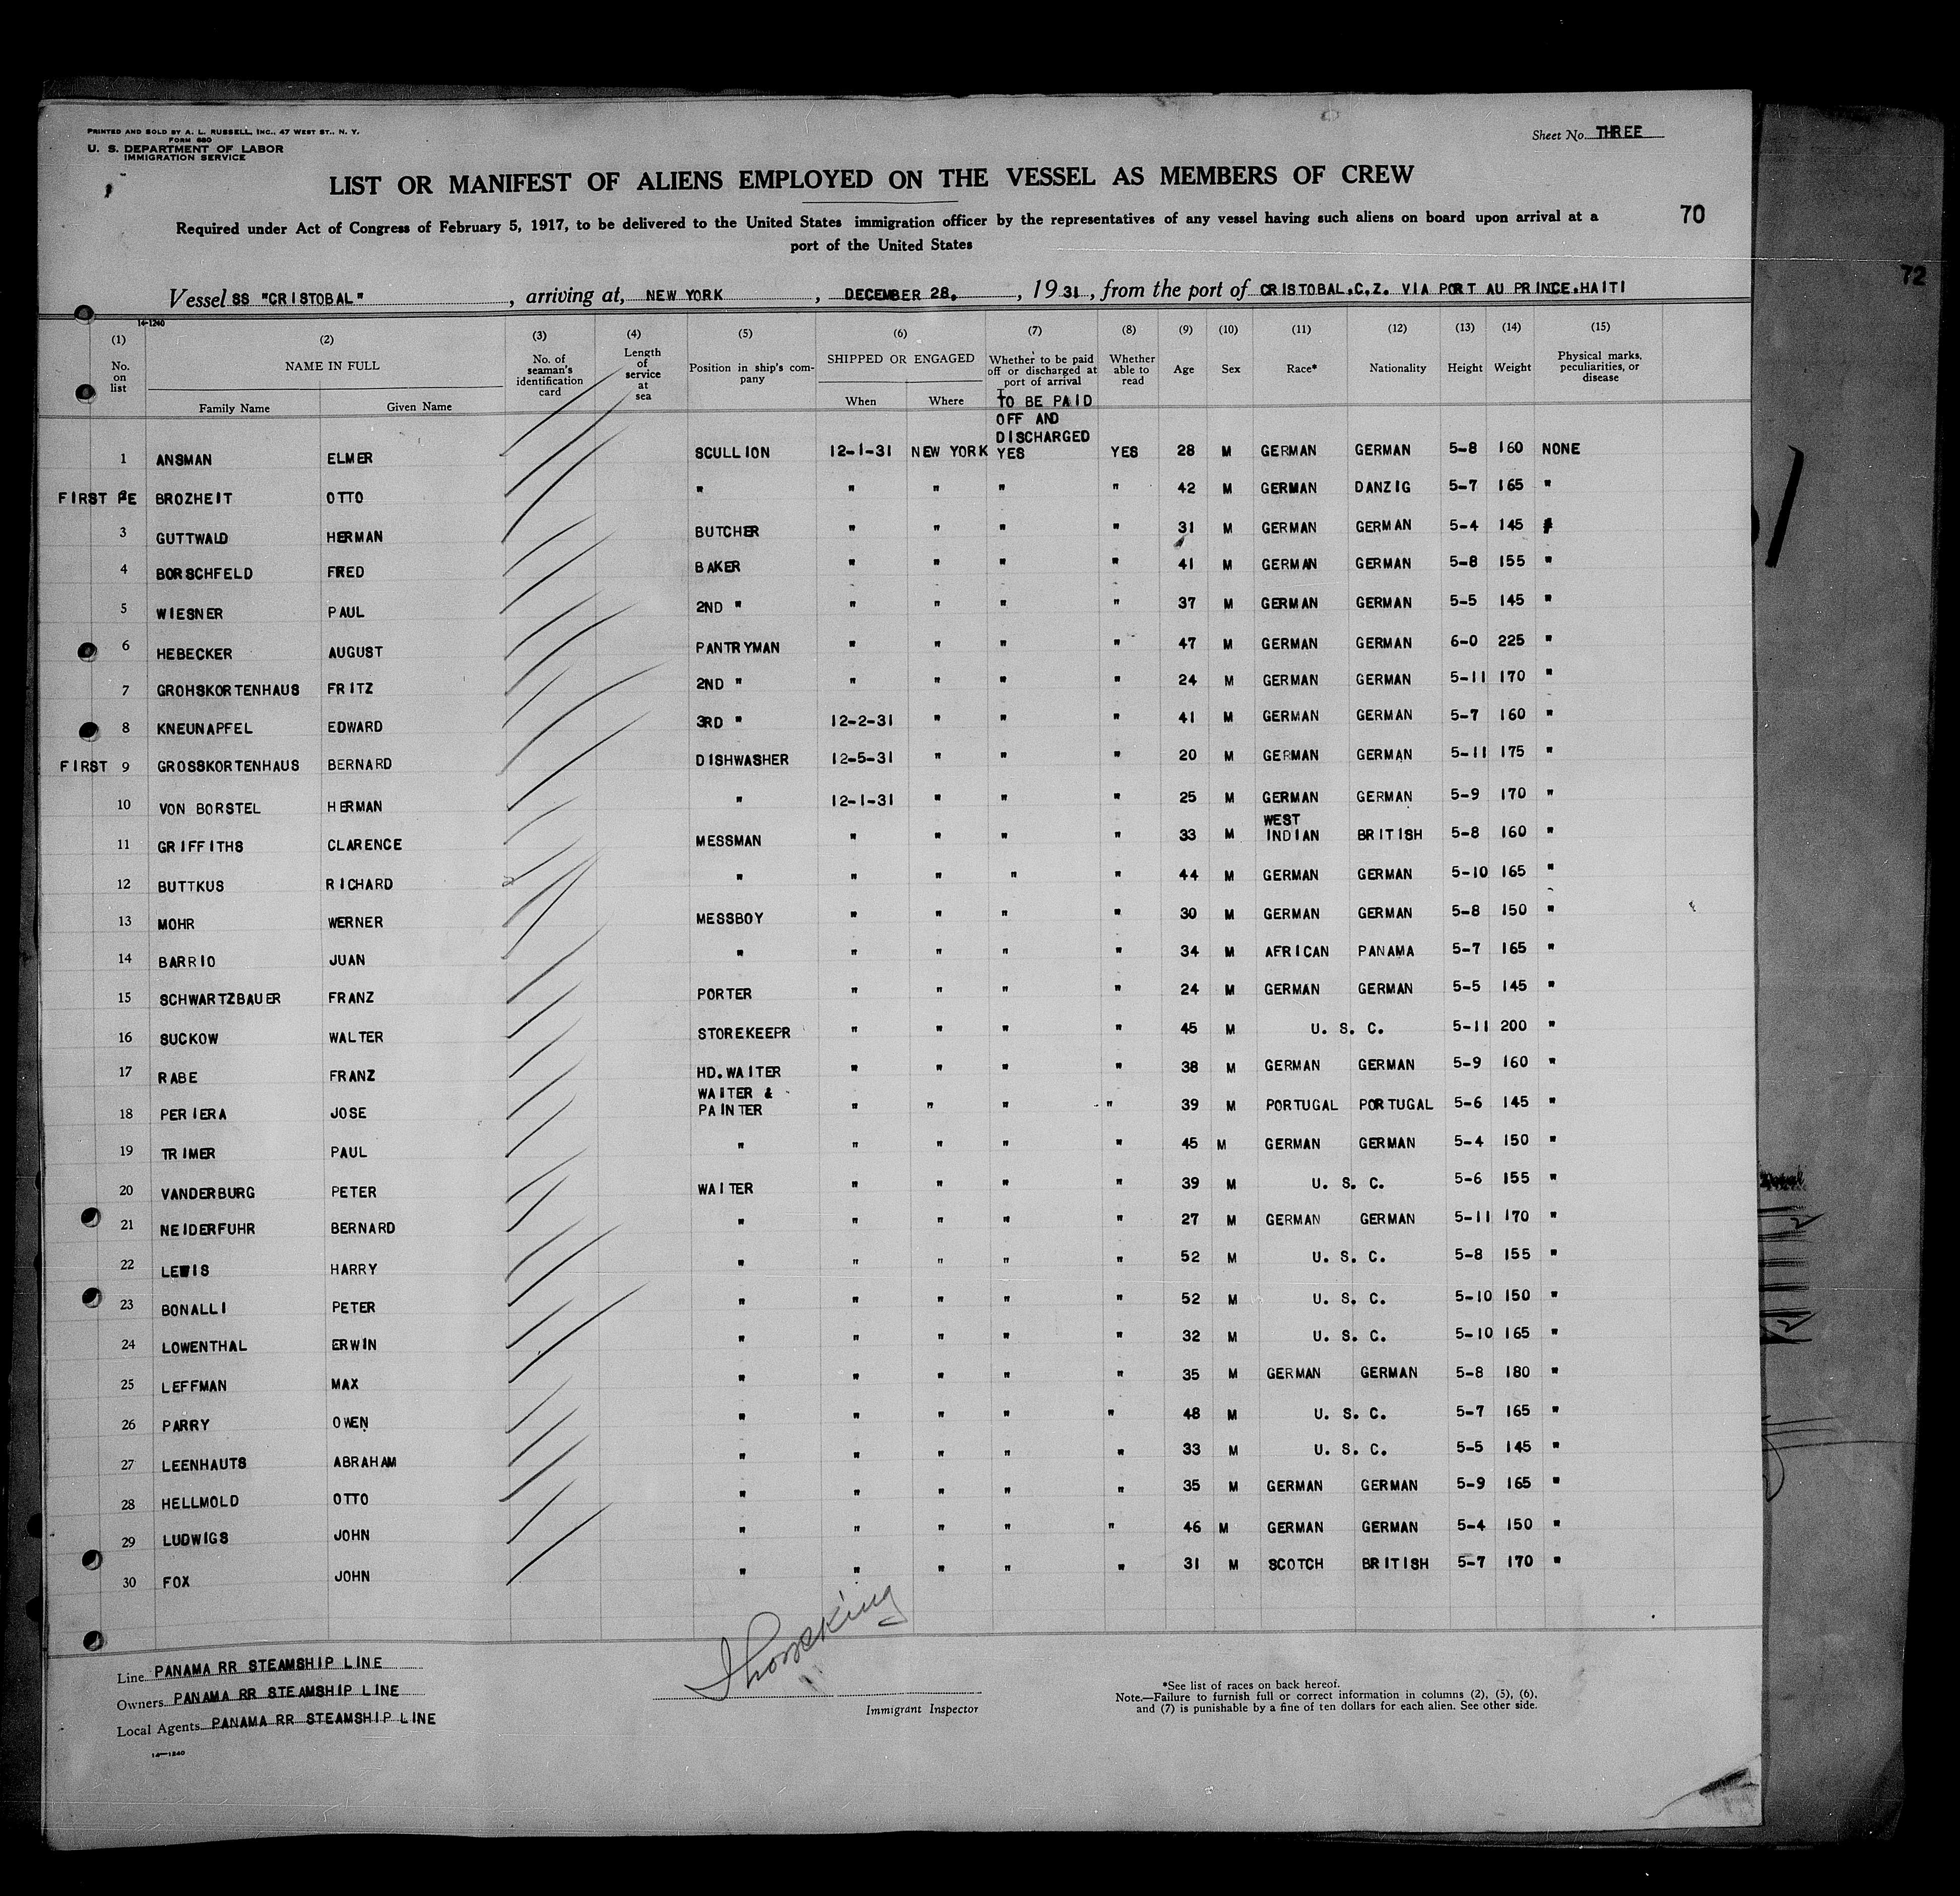 PRINTED AND SOLD BY A. L. RUSSELL, INC., 47 WEST ST., N. Y.
FORM 680
U. S. DEPARTMENT OF LABOR
IMMIGRATION SERVICE
Sheet No. THREE
LIST OR MANIFEST OF ALIENS EMPLOYED ON THE VESSEL AS MEMBERS OF CREW
70
Required under Act of Congress of February 5, 1917, to be delivered to the United States immigration officer by the representatives of any vessel having such aliens on board upon arrival at a
port of the United States
72
Vessel SS "CRISTOBAL" , arriving at, NEW YORK , DECEMBER 28. , 1931, from the port of CRISTOBAL.C.Z. VIA PORT AU PRINCE.HAITI
14-1240
(1) (2) (3) (4) (5) (6) (7) (8) (9) (10) (11) (12) (13) (14) (15)
No. on list NAME IN FULL Family Name Given Name No. of seaman's identification card Length of service at sea Position in ship's company SHIPPED OR ENGAGED When Where Whether to be paid off or discharged at port of arrival Whether able to read Age Sex Race* Nationality Height Weight Physical marks, peculiarities, or disease
TO BE PAID
OFF AND
DISCHARGED
1 ANSMAN ELMER SCULLION 12-1-31 NEW YORK YES YES 28 M GERMAN GERMAN 5-8 160 NONE
FIRST PE 2 BROZHEIT OTTO " " " " " 42 M GERMAN DANZIG 5-7 165 "
3 GUTTWALD HERMAN BUTCHER " " " " 31 M GERMAN GERMAN 5-4 145 "
4 BORSCHFELD FRED BAKER " " " " 41 M GERMAN GERMAN 5-8 155 "
5 WIESNER PAUL 2ND " " " " " 37 M GERMAN GERMAN 5-5 145 "
6 HEBECKER AUGUST PANTRYMAN " " " " 47 M GERMAN GERMAN 6-0 225 "
7 GROHSKORTENHAUS FRITZ 2ND " " " " " 24 M GERMAN GERMAN 5-11 170 "
8 KNEUNAPFEL EDWARD 3RD " 12-2-31 " " " 41 M GERMAN GERMAN 5-7 160 "
FIRST 9 GROSSKORTENHAUS BERNARD DISHWASHER 12-5-31 " " " 20 M GERMAN GERMAN 5-11 175 "
10 VON BORSTEL HERMAN " 12-1-31 " " " 25 M GERMAN GERMAN 5-9 170 "
11 GRIFFITHS CLARENCE MESSMAN " " " " 33 M WEST INDIAN BRITISH 5-8 160 "
12 BUTTKUS RICHARD " " " " " 44 M GERMAN GERMAN 5-10 165 "
13 MOHR WERNER MESSBOY " " " " 30 M GERMAN GERMAN 5-8 150 "
14 BARRIO JUAN " " " " " 34 M AFRICAN PANAMA 5-7 165 "
15 SCHWARTZBAUER FRANZ PORTER " " " " 24 M GERMAN GERMAN 5-5 145 "
16 SUCKOW WALTER STOREKEEPR " " " " 45 M U. S. C. 5-11 200 "
17 RABE FRANZ HD.WAITER " " " " 38 M GERMAN GERMAN 5-9 160 "
18 PERIERA JOSE WAITER & PAINTER " " " " 39 M PORTUGAL PORTUGAL 5-6 145 "
19 TRIMER PAUL " " " " " 45 M GERMAN GERMAN 5-4 150 "
20 VANDERBURG PETER WAITER " " " " 39 M U. S. C. 5-6 155 "
21 NEIDERFUHR BERNARD " " " " " 27 M GERMAN GERMAN 5-11 170 "
22 LEWIS HARRY " " " " " 52 M U. S. C. 5-8 155 "
23 BONALLI PETER " " " " " 52 M U. S. C. 5-10 150 "
24 LOWENTHAL ERWIN " " " " " 32 M U. S. C. 5-10 165 "
25 LEFFMAN MAX " " " " " 35 M GERMAN GERMAN 5-8 180 "
26 PARRY OWEN " " " " " 48 M U. S. C. 5-7 165 "
27 LEENHAUTS ABRAHAM " " " " " 33 M U. S. C. 5-5 145 "
28 HELLMOLD OTTO " " " " " 35 M GERMAN GERMAN 5-9 165 "
29 LUDWIGS JOHN " " " " " 46 M GERMAN GERMAN 5-4 150 "
30 FOX JOHN " " " " " 31 M SCOTCH BRITISH 5-7 170 "
Line PANAMA RR STEAMSHIP LINE
Owners PANAMA RR STEAMSHIP LINE
Local Agents PANAMA RR STEAMSHIP LINE
14-1240
Immigrant Inspector
*See list of races on back hereof.
Note.—Failure to furnish full or correct information in columns (2), (5), (6),
and (7) is punishable by a fine of ten dollars for each alien. See other side.